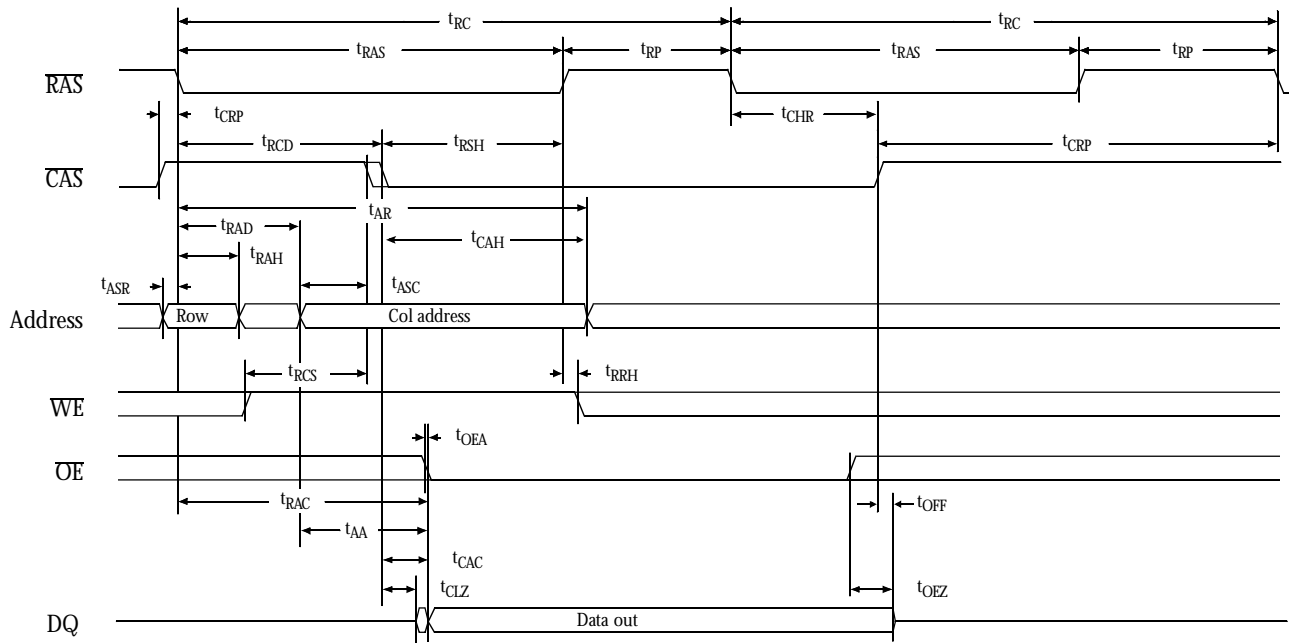 tRC tRC
tRAS tRP tRAS tRP
RAS
tCRP tCHR
tRCD tRSH tCRP
CAS
tAR
tRAD
tCAH
tRAH
tASR tASC
Address Row Col address
tRCS tRRH
WE
tOEA
OE
tRAC tOFF
tAA
tCAC
tCLZ tOEZ
DQ Data out